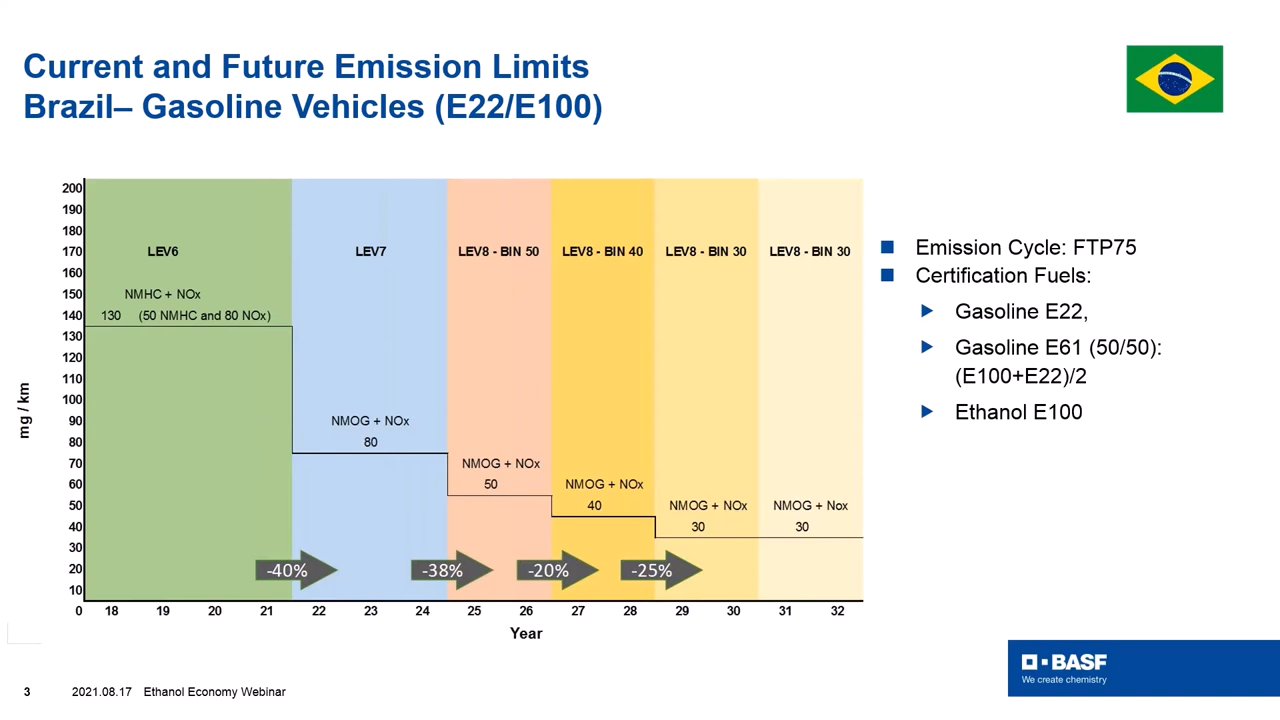 Current and Future Emission Limits
Brazil– Gasoline Vehicles (E22/E100)
200
190
180
170
160
150
140
130
120
110
100
90
80
70
60
50
40
30
20
10
0
mg / km
LEV6
LEV7
LEV8 - BIN 50
LEV8 - BIN 40
LEV8 - BIN 30
LEV8 - BIN 30
NMHC + NOx
130 (50 NMHC and 80 NOx)
NMOG + NOx
80
NMOG + NOx
50
NMOG + NOx
40
NMOG + NOx
30
NMOG + Nox
30
-40%
-38%
-20%
-25%
18 19 20 21 22 23 24 25 26 27 28 29 30 31 32
Year
Emission Cycle: FTP75
Certification Fuels:
Gasoline E22,
Gasoline E61 (50/50):
(E100+E22)/2
Ethanol E100
BASF
We create chemistry
3 2021.08.17 Ethanol Economy Webinar